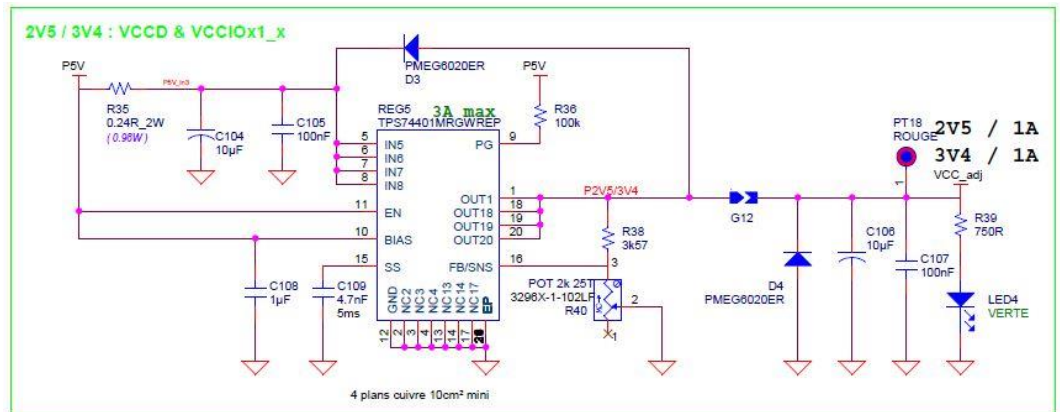 2V5 / 3V4 : VCCD & VCCIOx1_x
P5V
P5V_in3
R35
0.24R_2W
( 0.96W )
C104
10µF
C105
100nF
PMEG6020ER
D3
REG5
3A max
TPS74401MRGWREP
5
6
7
8
IN5
IN6
IN7
IN8
11
EN
10
BIAS
15
SS
PG
9
OUT1
OUT18
OUT19
OUT20
1
18
19
20
FB/SNS
16
GND
NC2
NC3
NC4
NC13
NC14
NC17
EP
12
2
3
4
13
14
17
P5V
R36
100k
P2V5/3V4
R38
3k57
3
POT 2k 25T
3296X-1-102LF
R40
2
1
C108
1µF
C109
4.7nF
5ms
4 plans cuivre 10cm² mini
G12
D4
PMEG6020ER
C106
10µF
C107
100nF
PT18
ROUGE
1
2V5 / 1A
3V4 / 1A
VCC_adj
R39
750R
LED4
VERTE